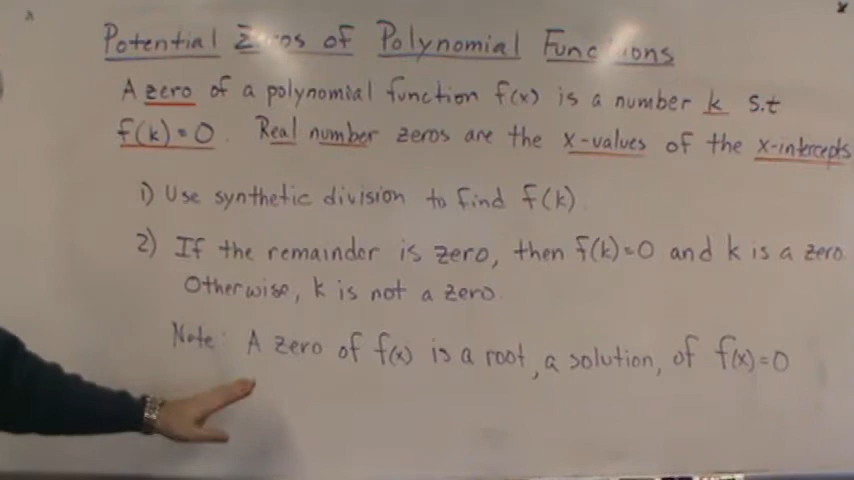 Potential Zeros of Polynomial Functions
A zero of a polynomial function f(x) is a number k s.t
f(k)=0. Real number zeros are the x-values of the x-intercepts
1) Use synthetic division to find f(k).
2) If the remainder is zero, then f(k)=0 and k is a zero.
Otherwise, k is not a zero.
Note: A zero of f(x) is a root, a solution, of f(x)=0